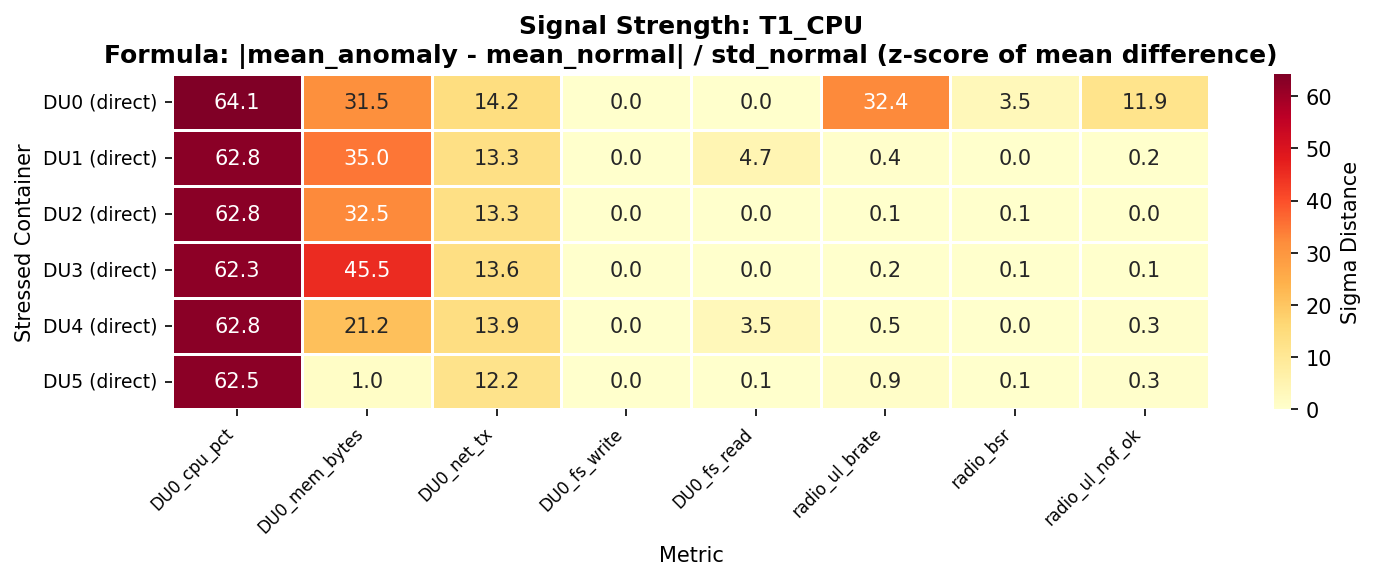 Signal Strength: T1_CPU
Formula: |mean_anomaly - mean_normal| / std_normal (z-score of mean difference)
Stressed Container
DU0 (direct) 64.1 31.5 14.2 0.0 0.0 32.4 3.5 11.9
DU1 (direct) 62.8 35.0 13.3 0.0 4.7 0.4 0.0 0.2
DU2 (direct) 62.8 32.5 13.3 0.0 0.0 0.1 0.1 0.0
DU3 (direct) 62.3 45.5 13.6 0.0 0.0 0.2 0.1 0.1
DU4 (direct) 62.8 21.2 13.9 0.0 3.5 0.5 0.0 0.3
DU5 (direct) 62.5 1.0 12.2 0.0 0.1 0.9 0.1 0.3
DU0_cpu_pct
DU0_mem_bytes
DU0_net_tx
DU0_fs_write
DU0_fs_read
radio_ul_brate
radio_bsr
radio_ul_nof_ok
Metric
60
50
40
30
20
10
0
Sigma Distance